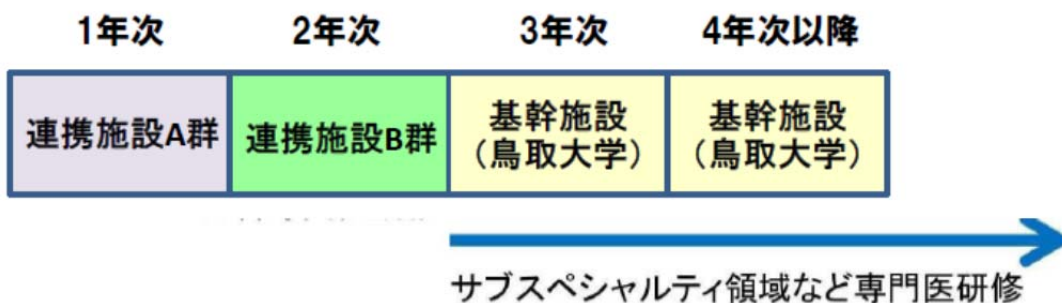 1年次 2年次 3年次 4年次以降
連携施設A群 連携施設B群 基幹施設 基幹施設
（鳥取大学） （鳥取大学）
サブスペシャルティ領域など専門医研修